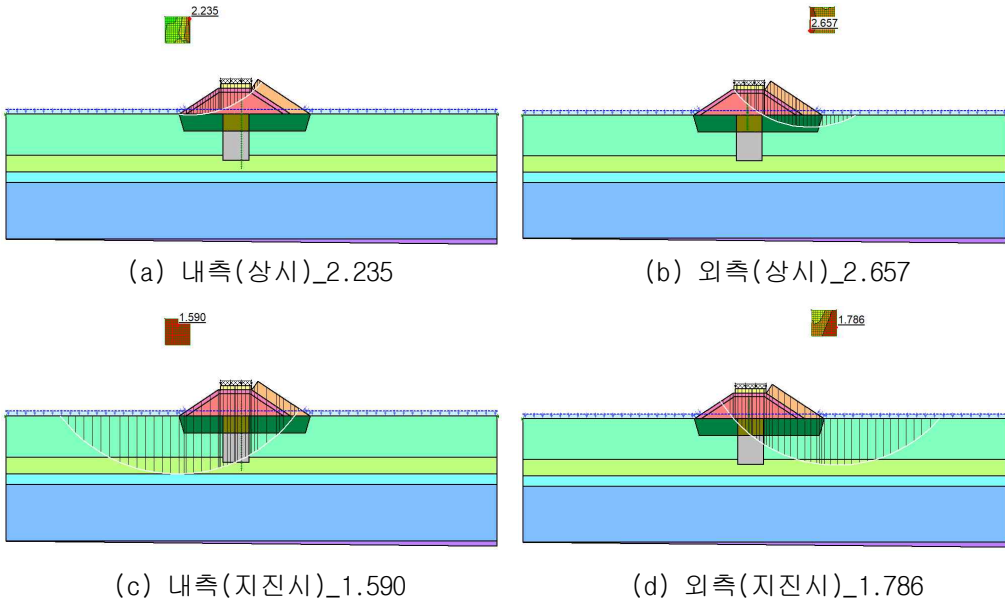 2.235
2.657
(a) 내측(상시)_2.235
(b) 외측(상시)_2.657
1.590
1.786
(c) 내측(지진시)_1.590
(d) 외측(지진시)_1.786